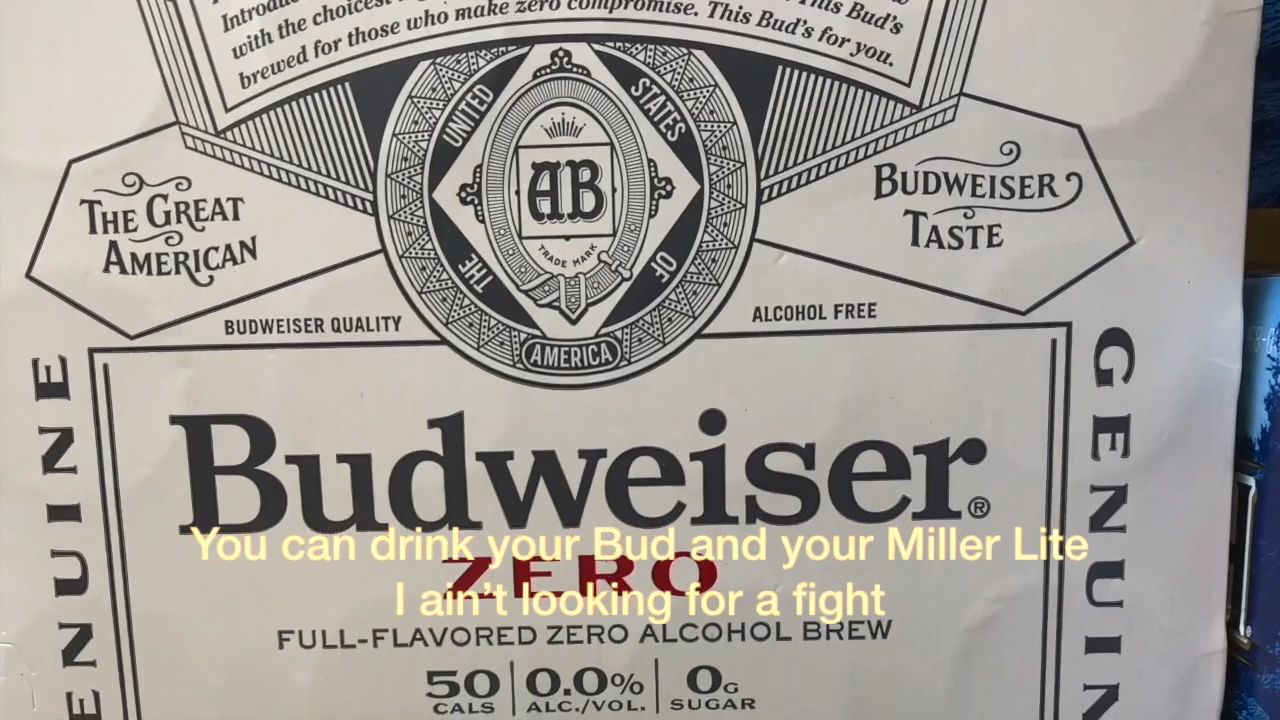 with the choicest
brewed for those who make zero compromise. This Bud's for you.
This Bud's
UNITED STATES
AB
TRADE MARK
THE OF
AMERICA
THE GREAT
AMERICAN
BUDWEISER
TASTE
BUDWEISER QUALITY
ALCOHOL FREE
GENUINE
Budweiser®
You can drink your Bud and your Miller Lite
ZERO
I ain't looking for a fight
FULL-FLAVORED ZERO ALCOHOL BREW
50 0.0% 0G
CALS ALC./VOL. SUGAR